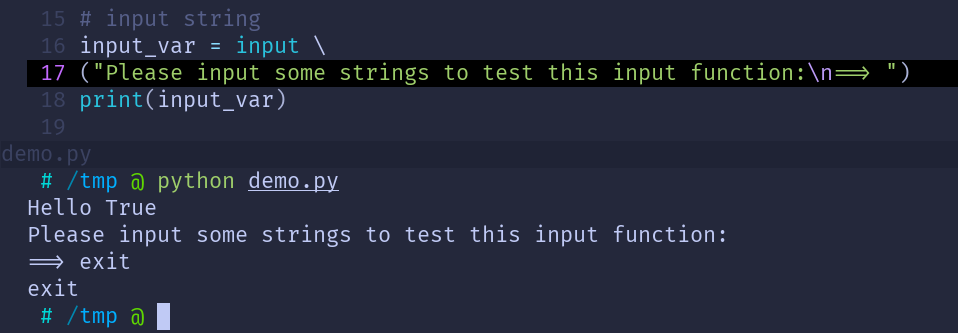 15 # input string
16 input_var = input \
17 ("Please input some strings to test this input function:\n==> ")
18 print(input_var)
19
demo.py
# /tmp @ python demo.py
Hello True
Please input some strings to test this input function:
==> exit
exit
# /tmp @